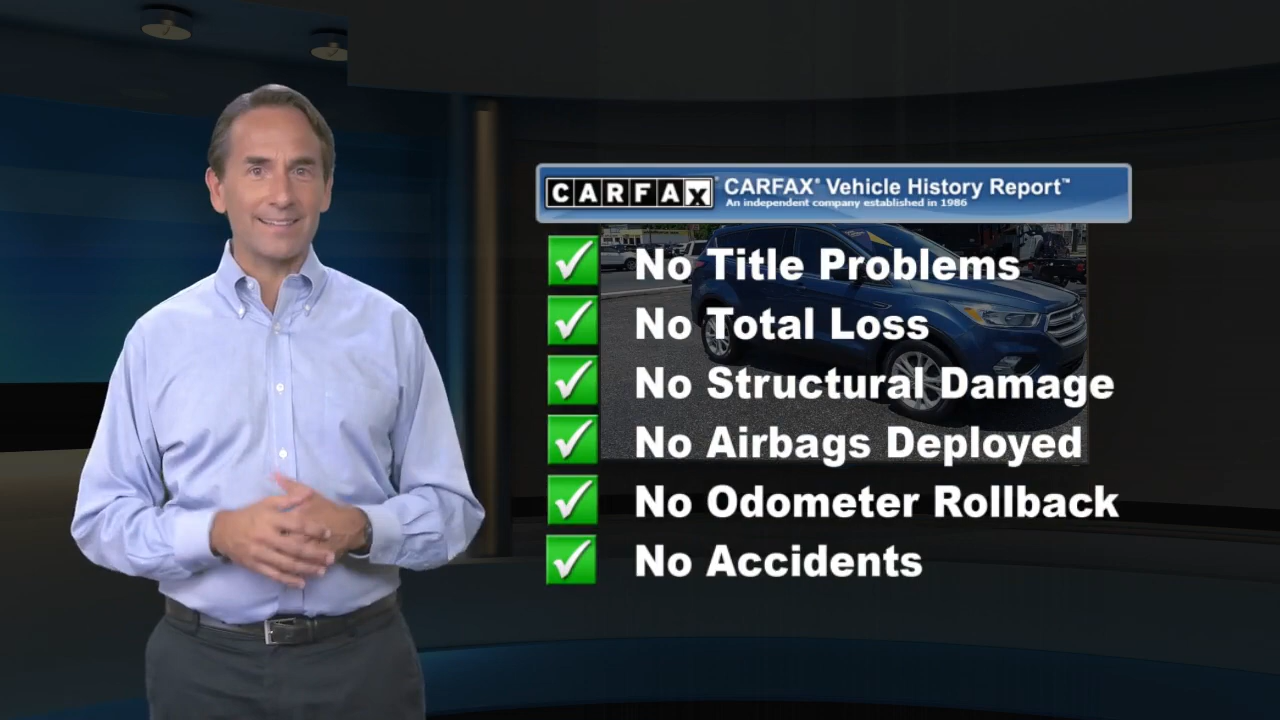 CARFAX® CARFAX® Vehicle History Report™
An independent company established in 1986
No Title Problems
No Total Loss
No Structural Damage
No Airbags Deployed
No Odometer Rollback
No Accidents